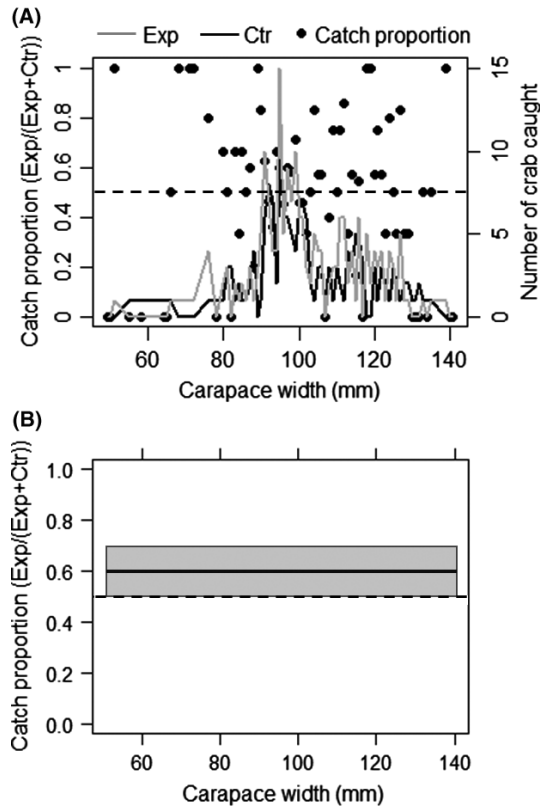 (A)
Exp Ctr Catch proportion
Catch proportion (Exp/(Exp+Ctr))
1
0.8
0.6
0.4
0.2
0
15
10
5
0
Number of crab caught
60 80 100 120 140
Carapace width (mm)
(B)
Catch proportion (Exp/(Exp+Ctr))
1.0
0.8
0.6
0.4
0.2
0.0
60 80 100 120 140
Carapace width (mm)